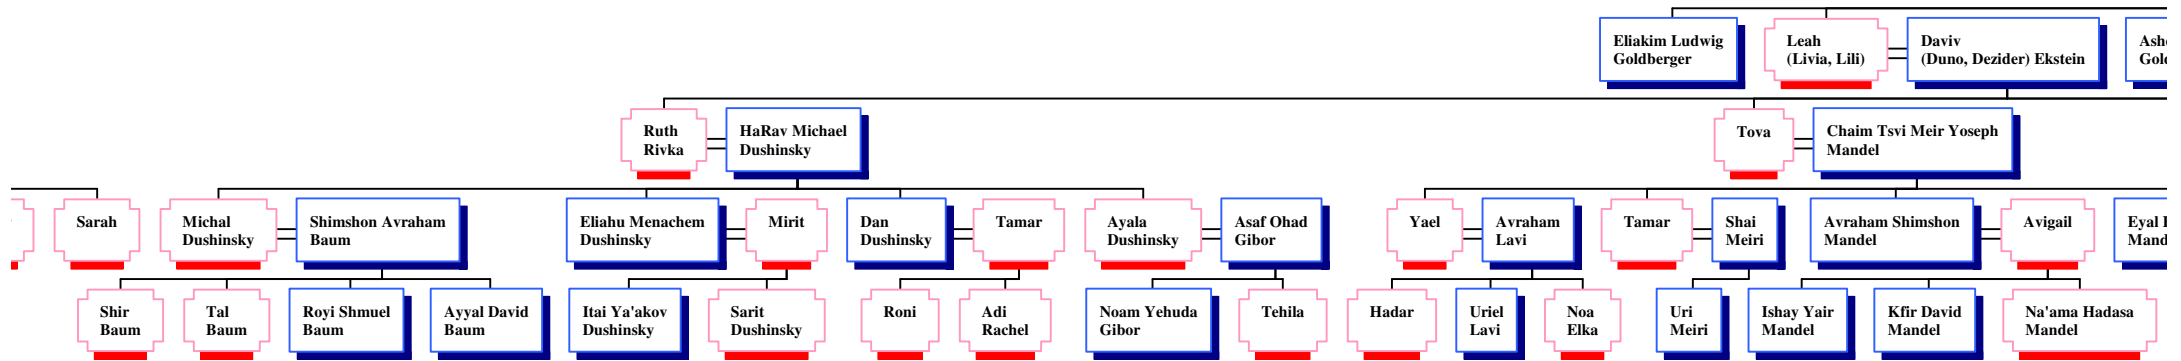 Eliakim Ludwig
Goldberger
Leah
(Livia, Lili)
Daviv
(Duno, Dezider) Ekstein
Ruth
Rivka
HaRav Michael
Dushinsky
Tova
Chaim Tsvi Meir Yoseph
Mandel
Sarah
Michal
Dushinsky
Shimshon Avraham
Baum
Eliahu Menachem
Dushinsky
Mirit
Dan
Dushinsky
Tamar
Ayala
Dushinsky
Asaf Ohad
Gibor
Yael
Avraham
Lavi
Tamar
Shai
Meiri
Avraham Shimshon
Mandel
Avigail
Eyal
Shir
Baum
Tal
Baum
Royi Shmuel
Baum
Ayyal David
Baum
Itai Ya'akov
Dushinsky
Sarit
Dushinsky
Roni
Adi
Rachel
Noam Yehuda
Gibor
Tehila
Hadar
Uriel
Lavi
Noa
Elka
Uri
Meiri
Ishay Yair
Mandel
Kfir David
Mandel
Na'ama Hadasa
Mandel